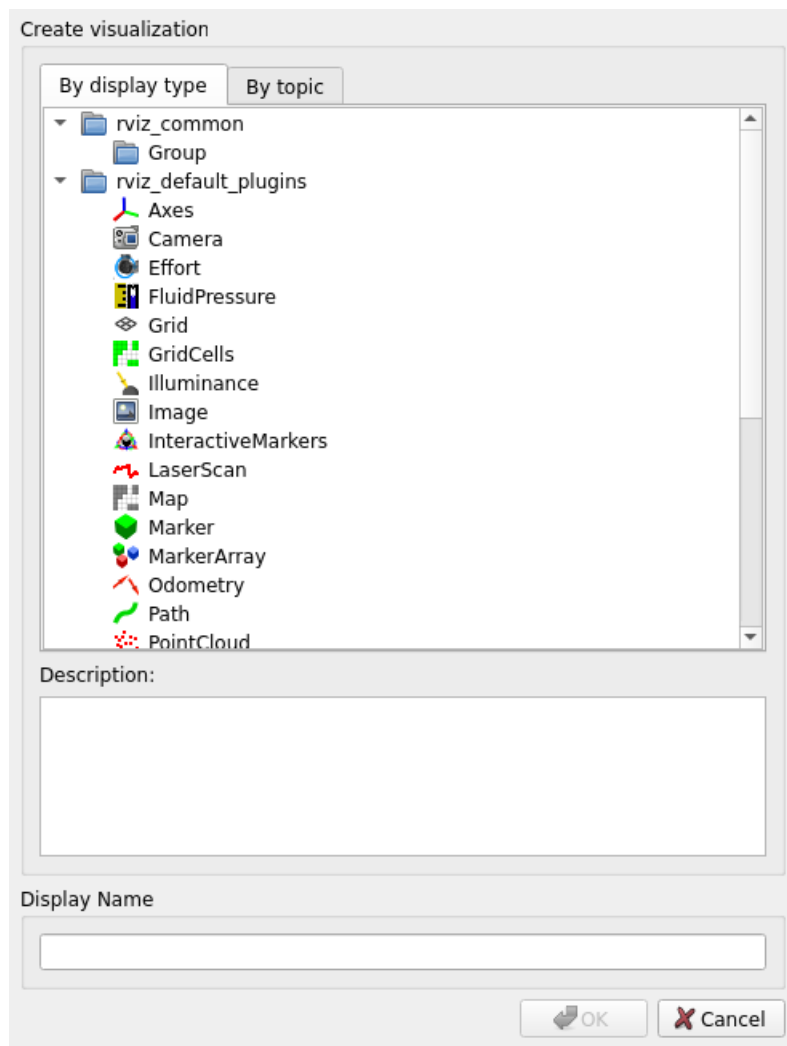 Create visualization
By display type By topic
rviz_common
Group
rviz_default_plugins
Axes
Camera
Effort
FluidPressure
Grid
GridCells
Illuminance
Image
InteractiveMarkers
LaserScan
Map
Marker
MarkerArray
Odometry
Path
PointCloud
Description:
Display Name
OK Cancel